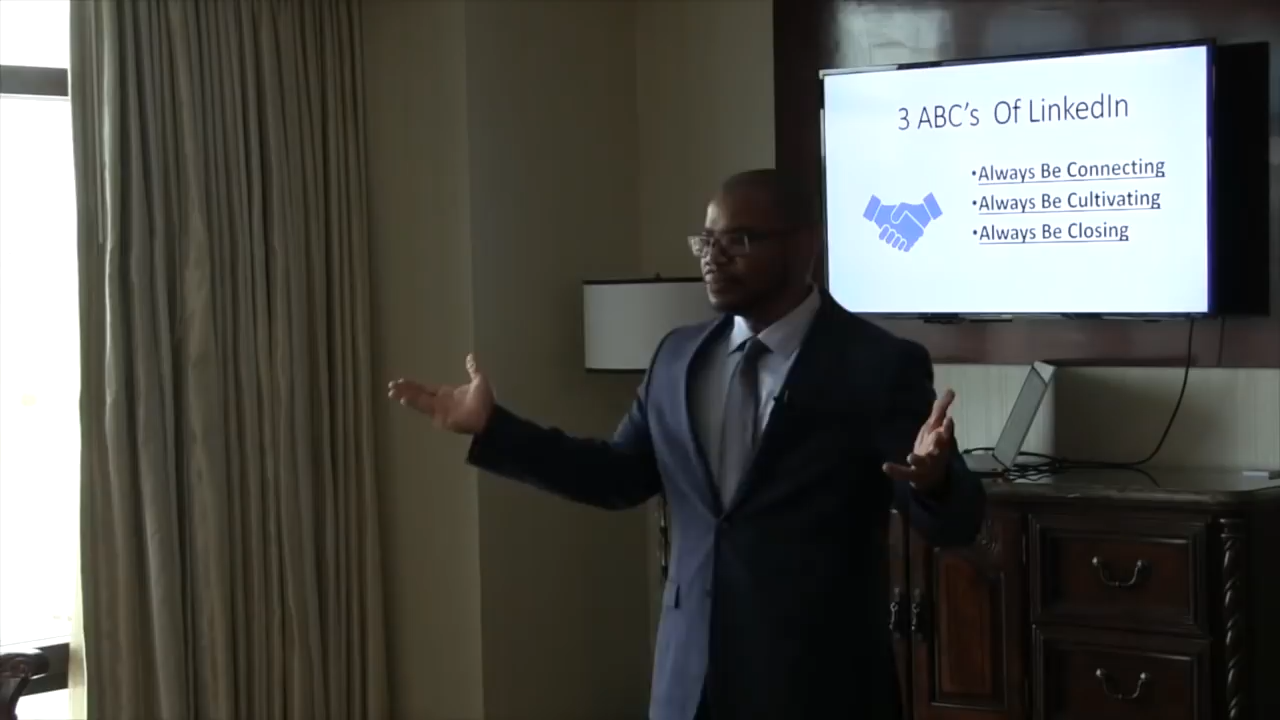 3 ABC's Of LinkedIn
•Always Be Connecting
•Always Be Cultivating
•Always Be Closing